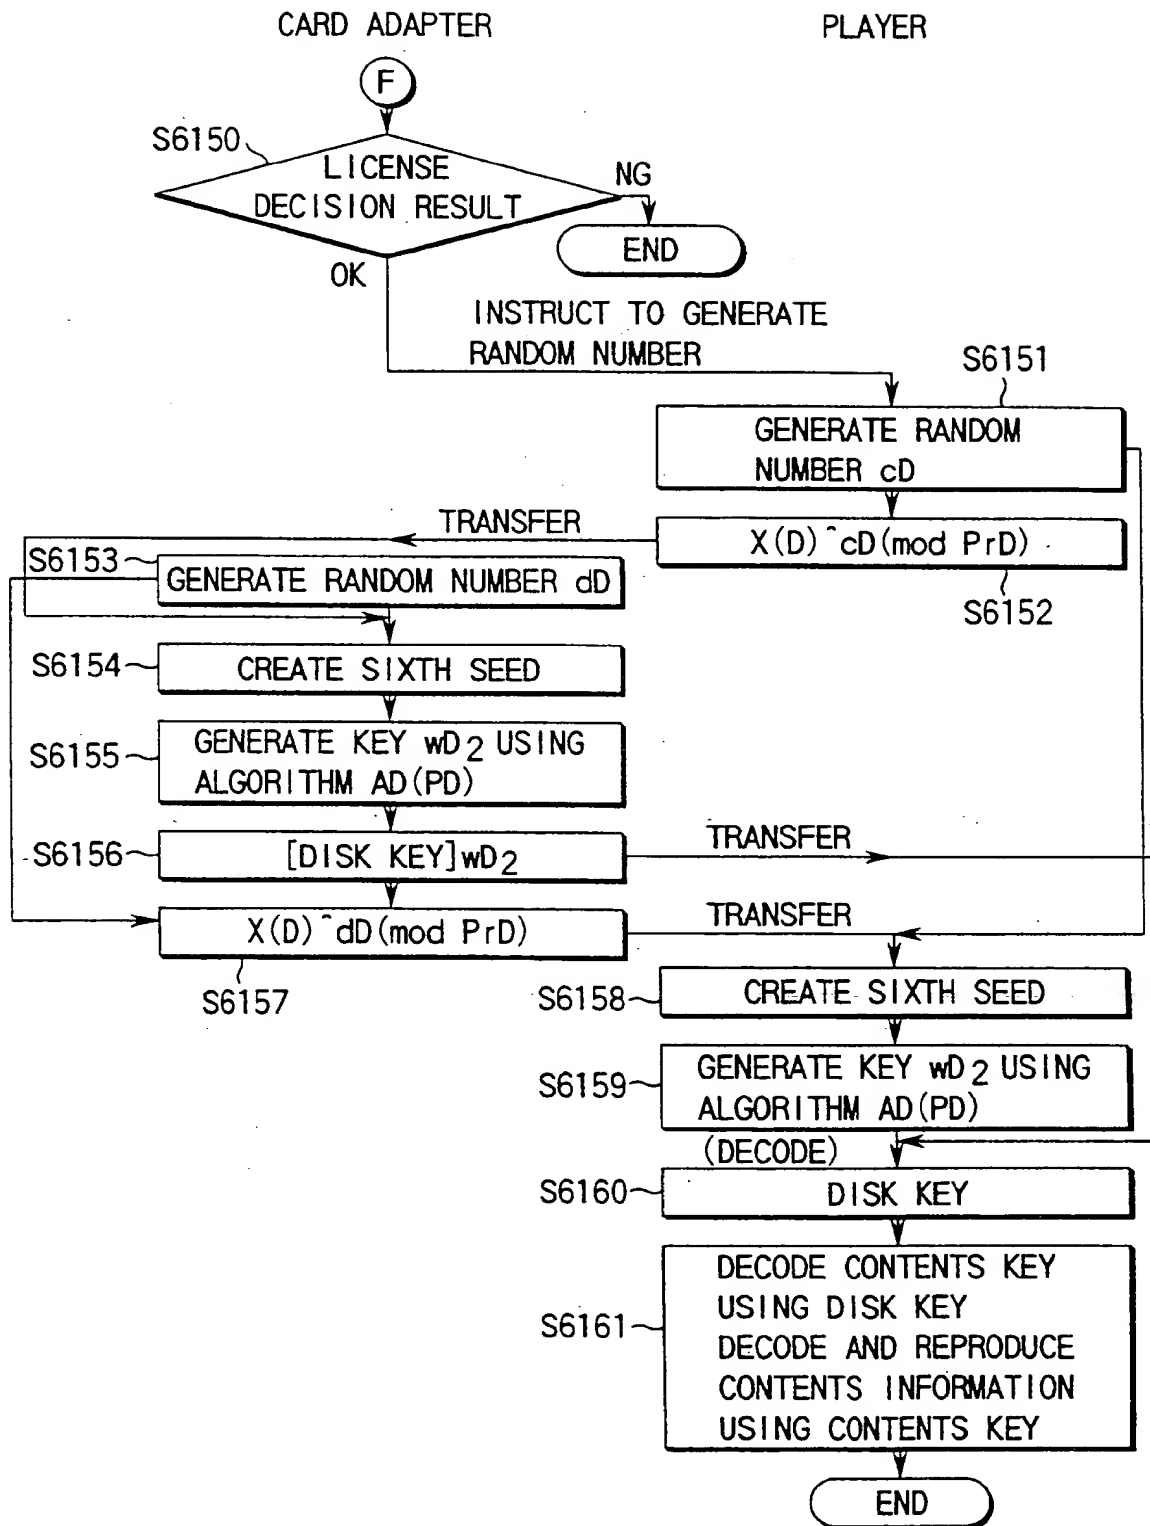 CARD ADAPTER
PLAYER
F
S6150
LICENSE
DECISION RESULT
NG
END
OK
INSTRUCT TO GENERATE
RANDOM NUMBER
S6151
GENERATE RANDOM
NUMBER cD
TRANSFER
X(D)^cD(mod PrD)
S6152
S6153
GENERATE RANDOM NUMBER dD
S6154
CREATE SIXTH SEED
S6155
GENERATE KEY wD2 USING
ALGORITHM AD(PD)
S6156
[DISK KEY]wD2
TRANSFER
X(D)^dD(mod PrD)
TRANSFER
S6157
S6158
CREATE SIXTH SEED
S6159
GENERATE KEY wD2 USING
ALGORITHM AD(PD)
(DECODE)
S6160
DISK KEY
S6161
DECODE CONTENTS KEY
USING DISK KEY
DECODE AND REPRODUCE
CONTENTS INFORMATION
USING CONTENTS KEY
END